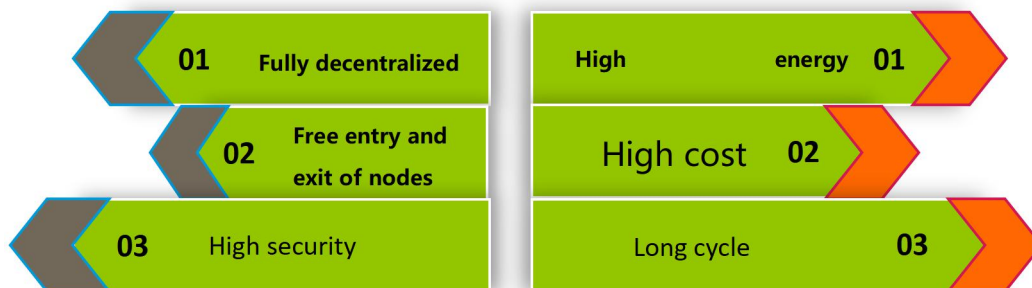 01 Fully decentralized
02 Free entry and
exit of nodes
03 High security
High energy 01
High cost 02
Long cycle 03